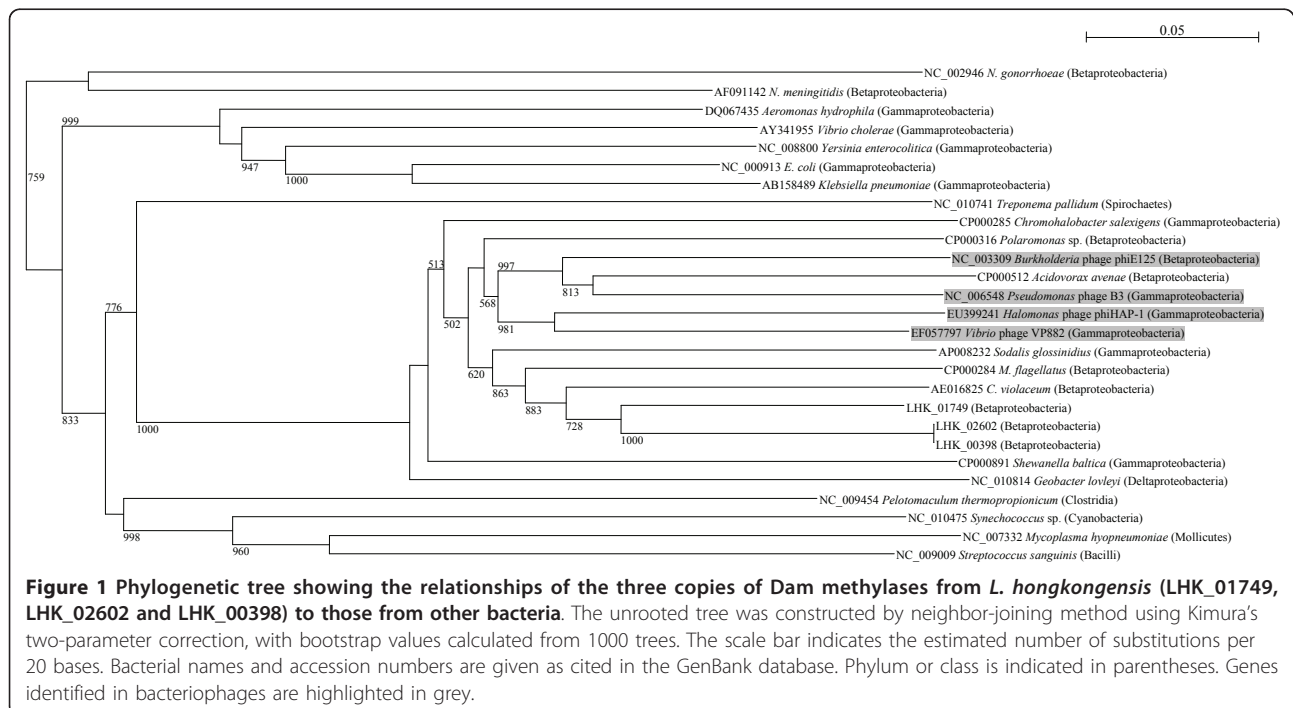 0.05
NC_002946 N. gonorrhoeae (Betaproteobacteria)
AF091142 N. meningitidis (Betaproteobacteria)
DQ067435 Aeromonas hydrophila (Gammaproteobacteria)
999
AY341955 Vibrio cholerae (Gammaproteobacteria)
NC_008800 Yersinia enterocolitica (Gammaproteobacteria)
947
NC_000913 E. coli (Gammaproteobacteria)
759
1000
AB158489 Klebsiella pneumoniae (Gammaproteobacteria)
NC_010741 Treponema pallidum (Spirochaetes)
CP000285 Chromohalobacter salexigens (Gammaproteobacteria)
CP000316 Polaromonas sp. (Betaproteobacteria)
513
997
NC_003309 Burkholderia phage phiE125 (Betaproteobacteria)
CP000512 Acidovorax avenae (Betaproteobacteria)
813
NC_006548 Pseudomonas phage B3 (Gammaproteobacteria)
776
568
EU399241 Halomonas phage phiHAP-1 (Gammaproteobacteria)
502
981
EF057797 Vibrio phage VP882 (Gammaproteobacteria)
AP008232 Sodalis glossinidius (Gammaproteobacteria)
620
CP000284 M. flagellatus (Betaproteobacteria)
863
AE016825 C. violaceum (Betaproteobacteria)
883
LHK_01749 (Betaproteobacteria)
833
1000
728
LHK_02602 (Betaproteobacteria)
1000
LHK_00398 (Betaproteobacteria)
CP000891 Shewanella baltica (Gammaproteobacteria)
NC_010814 Geobacter lovleyi (Deltaproteobacteria)
NC_009454 Pelotomaculum thermopropionicum (Clostridia)
NC_010475 Synechococcus sp. (Cyanobacteria)
998
NC_007332 Mycoplasma hyopneumoniae (Mollicutes)
960
NC_009009 Streptococcus sanguinis (Bacilli)
Figure 1 Phylogenetic tree showing the relationships of the three copies of Dam methylases from L. hongkongensis (LHK_01749,
LHK_02602 and LHK_00398) to those from other bacteria. The unrooted tree was constructed by neighbor-joining method using Kimura's
two-parameter correction, with bootstrap values calculated from 1000 trees. The scale bar indicates the estimated number of substitutions per
20 bases. Bacterial names and accession numbers are given as cited in the GenBank database. Phylum or class is indicated in parentheses. Genes
identified in bacteriophages are highlighted in grey.